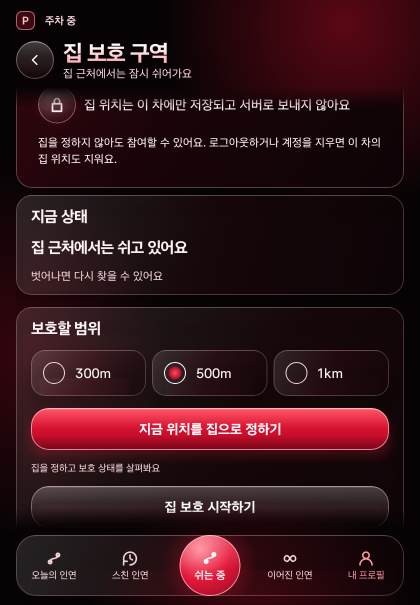 P 주차 중
집 보호 구역
집 근처에서는 잠시 쉬어가요
집 위치는 이 차에만 저장되고 서버로 보내지 않아요
집을 정하지 않아도 참여할 수 있어요. 로그아웃하거나 계정을 지우면 이 차의
집 위치도 지워요.
지금 상태
집 근처에서는 쉬고 있어요
벗어나면 다시 찾을 수 있어요
보호할 범위
300m 500m 1km
지금 위치를 집으로 정하기
집을 정하고 보호 상태를 살펴봐요
집 보호 시작하기
오늘의 인연 스친 인연 쉬는 중 이어진 인연 내 프로필